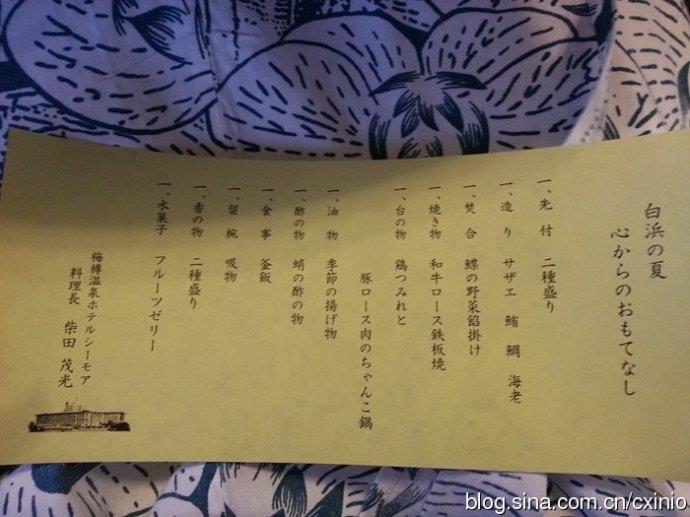 白浜の夏
心からのおもてなし
一、先付 二種盛り
一、造り サザエ 鮪 鯛 海老
一、焚合 鰈の野菜餡掛け
一、焼き物 和牛ロース鉄板焼
一、台の物 鶏つみれと
豚ロース肉のちゃんこ鍋
一、油物 季節の揚げ物
一、酢の物 蛸の酢の物
一、食事 釜飯
一、留椀 吸物
一、香の物 二種盛り
一、水菓子 フルーツゼリー
梅樽温泉ホテルシーモア
料理長 柴田 茂光
blog.sina.com.cn/cxinio